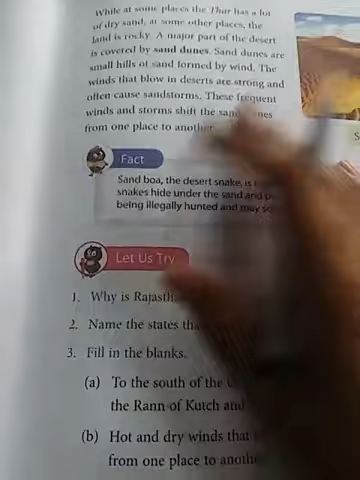 While at some places the Thar has a lot
of dry sand, at some other places, the
land is rocky. A major part of the desert
is covered by sand dunes. Sand dunes are
small hills of sand formed by wind. The
winds that blow in deserts are strong and
often cause sandstorms. These frequent
winds and storms shift the sand
from one place to another
Fact
Sand boa, the desert snake, is
snakes hide under the sand and
being illegally hunted and may
Let Us Try
1. Why is
2. Name the states
3. Fill in the blanks.
(a) To the south of the
the Rann of Kutch and
(b) Hot and dry winds that
from one place to